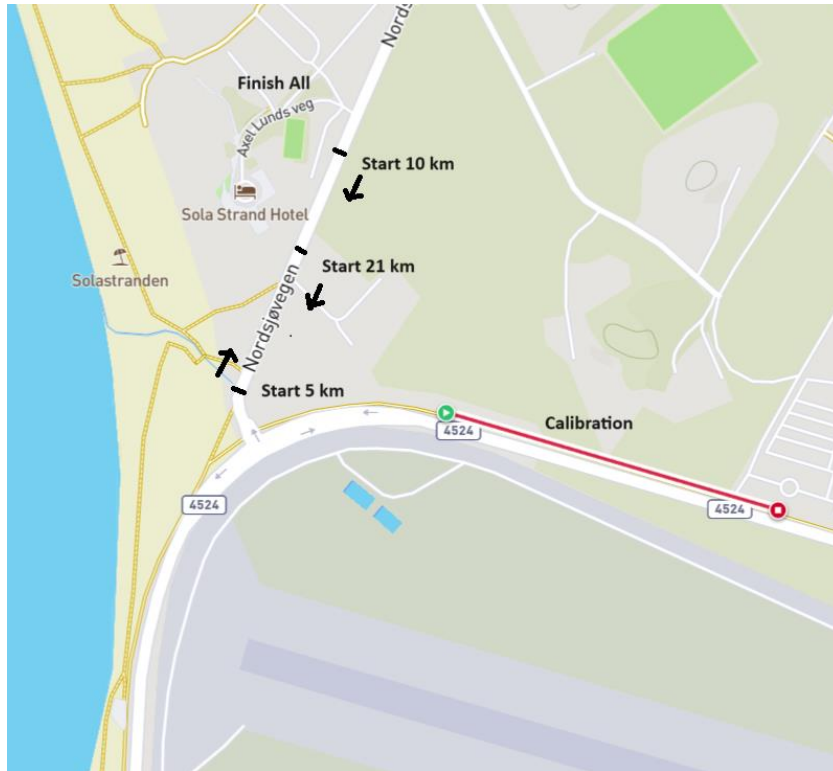 Nords
Finish All
Axel Lunds veg
Start 10 km
Sola Strand Hotel
Start 21 km
Solastranden
Nordsjøvegen
Start 5 km
Calibration
4524
4524
4524